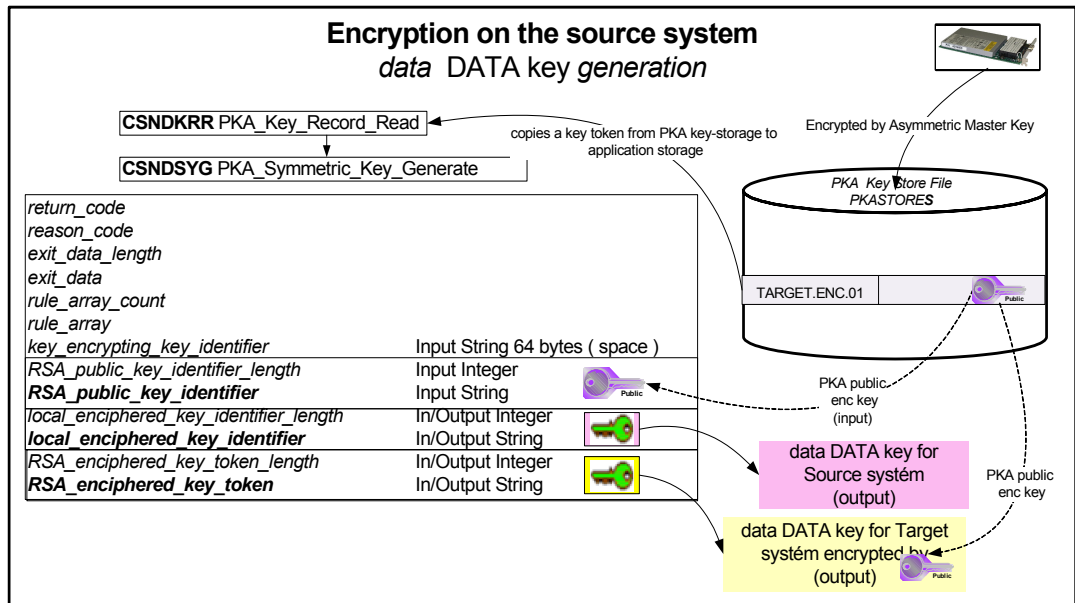 Encryption on the source system
data DATA key generation
CSNDKRR PKA_Key_Record_Read
copies a key token from PKA key-storage to
application storage
Encrypted by Asymmetric Master Key
CSNDSYG PKA_Symmetric_Key_Generate
PKA Key Store File
PKASTORES
TARGET.ENC.01
Public
return_code
reason_code
exit_data_length
exit_data
rule_array_count
rule_array
key_encrypting_key_identifier Input String 64 bytes ( space )
RSA_public_key_identifier_length Input Integer
RSA_public_key_identifier Input String
Public
local_enciphered_key_identifier_length In/Output Integer
local_enciphered_key_identifier In/Output String
RSA_enciphered_key_token_length In/Output Integer
RSA_enciphered_key_token In/Output String
PKA public
enc key
(input)
data DATA key for
Source systém
(output)
PKA public
enc key
data DATA key for Target
systém encrypted by
(output)
Public